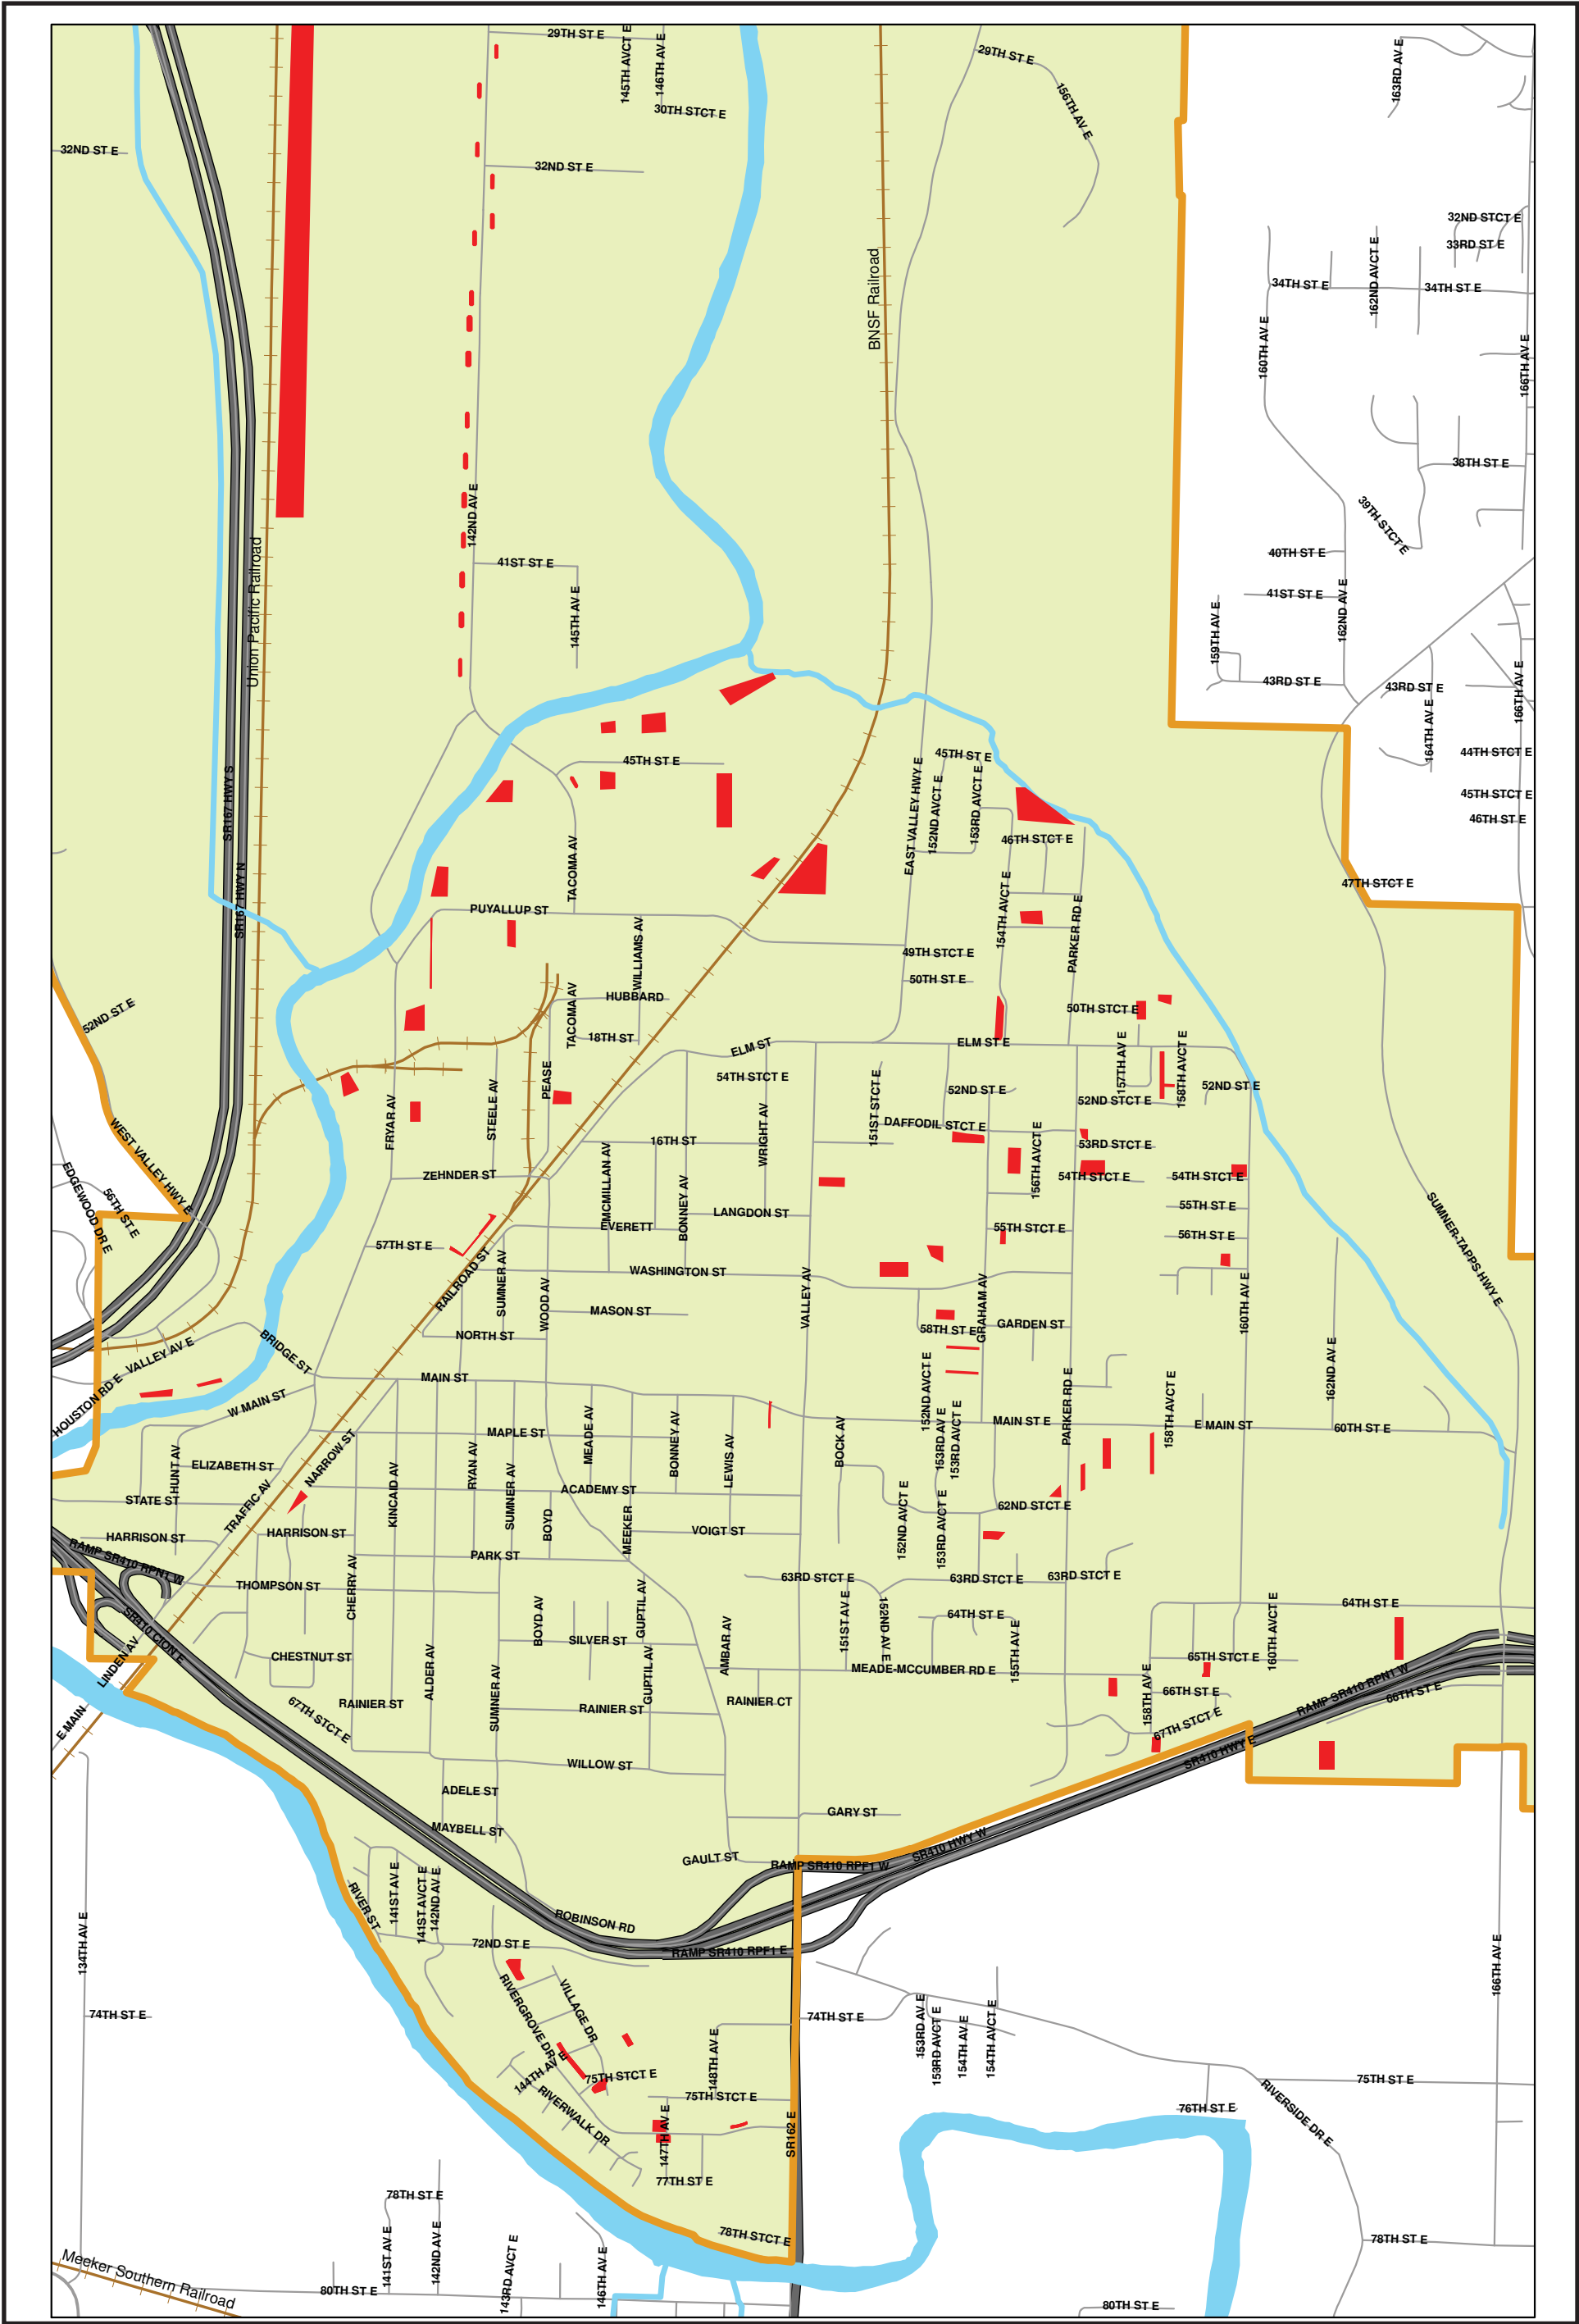 29TH ST E
145TH AVCT E
146TH AV E
30TH STCT E
29TH ST E
156TH AV E
163RD AV E
32ND ST E
32ND ST E
32ND STCT E
33RD ST E
34TH ST E
162ND AVCT E
34TH ST E
BNSF Railroad
160TH AV E
166TH AV E
38TH ST E
39TH STCT E
142ND AV E
Union Pacific Railroad
41ST ST E
145TH AV E
40TH ST E
41ST ST E
162ND AV E
159TH AV E
43RD ST E
43RD ST E
164TH AV E
166TH AV E
44TH STCT E
45TH STCT E
46TH ST E
47TH STCT E
45TH ST E
45TH ST E
SR167 HWY S
SR167 HWY N
EAST VALLEY HWY E
152ND AVCT E
153RD AVCT E
46TH STCT E
TACOMA AV
PUYALLUP ST
WILLIAMS AV
154TH AVCT E
PARKER RD E
49TH STCT E
50TH ST E
50TH STCT E
52ND ST E
HUBBARD
TACOMA AV
18TH ST
ELM ST
ELM ST E
54TH STCT E
157TH AV E
158TH AVCT E
52ND ST E
52ND ST E
52ND STCT E
PEASE
STEELE AV
FRYAR AV
WRIGHT AV
151ST STCT E
DAFFODIL STCT E
53RD STCT E
156TH AVCT E
54TH STCT E
54TH STCT E
WEST VALLEY HWY E
EDGEWOOD DR E
56TH ST E
16TH ST
ZEHNDER ST
MCMILLAN AV
BONNEY AV
LANGDON ST
EVERETT
55TH ST E
55TH STCT E
56TH ST E
SUMNER-TAPPS HWY E
57TH ST E
RAILROAD ST
SUMNER AV
WOOD AV
WASHINGTON ST
VALLEY AV
GRAHAM AV
160TH AV E
MASON ST
NORTH ST
58TH ST E
GARDEN ST
BRIDGE ST
VALLEY AV E
HOUSTON RD E
MAIN ST
W MAIN ST
152ND AVCT E
PARKER RD E
158TH AVCT E
162ND AV E
MAIN ST E
E MAIN ST
60TH ST E
153RD AV E
153RD AVCT E
MAPLE ST
MEADE AV
BONNEY AV
LEWIS AV
BOCK AV
NARROW ST
HUNT AV
ELIZABETH ST
RYAN AV
KINCAID AV
SUMNER AV
ACADEMY ST
STATE ST
TRAFFIC AV
62ND STCT E
152ND AVCT E
153RD AVCT E
HARRISON ST
HARRISON ST
BOYD
MEEKER
VOIGT ST
RAMP SR410 RPN1 W
PARK ST
THOMPSON ST
CHERRY AV
63RD STCT E
63RD STCT E
63RD STCT E
SR410 CION E
LINDEN AV
BOYD AV
GUPTIL AV
151ST AV E
152ND AV E
64TH ST E
64TH ST E
160TH AVCT E
SILVER ST
AMBAR AV
CHESTNUT ST
ALDER AV
GUPTIL AV
MEADE-MCCUMBER RD E
155TH AV E
65TH STCT E
66TH ST E
158TH AV E
RAMP SR410 RPN1 W
66TH ST E
RAINIER ST
SUMNER AV
RAINIER ST
RAINIER CT
67TH STCT E
67TH STCT E
E MAIN
WILLOW ST
SR410 HWY E
ADELE ST
MAYBELL ST
GARY ST
SR410 HWY W
GAULT ST
RAMP SR410 RPF1 W
RIVER ST
141ST AV E
141ST AVCT E
142ND AV E
ROBINSON RD
72ND ST E
RAMP SR410 RPF1 E
134TH AV E
166TH AV E
74TH ST E
RIVERGROVE DR
VILLAGE DR
144TH AV E
148TH AV E
74TH ST E
153RD AV E
153RD AVCT E
154TH AV E
154TH AVCT E
75TH STCT E
75TH STCT E
75TH ST E
RIVERWALK DR
147TH AV E
SR162 E
76TH ST E
RIVERSIDE DR E
77TH ST E
78TH ST E
78TH STCT E
78TH ST E
141ST AV E
142ND AV E
143RD AVCT E
146TH AV E
Meeker Southern Railroad
80TH ST E
80TH ST E